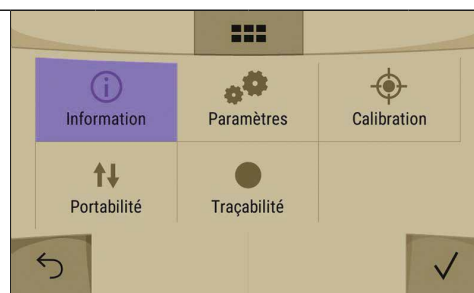 Information
Paramètres
Calibration
Portabilité
Traçabilité